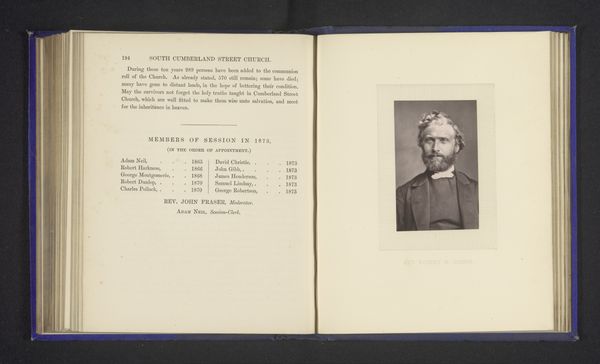 194 SOUTH CUMBERLAND STREET CHURCH.
During these ten years 989 persons have been added to the communion
roll of the Church. As already stated, 570 still remain; some have died;
many have gone to distant lands, in the hope of bettering their condition.
May the survivors not forget the holy truths taught in Cumberland Street
Church, which are well fitted to make them wise unto salvation, and meet
for the inheritance in heaven.
MEMBERS OF SESSION IN 1875,
(IN THE ORDER OF APPOINTMENT.)
Adam Neil, . . . 1865 David Christie, . . . 1873
Robert Harkness, . . 1866 John Gibb, . . . 1873
George Montgomerie, . . 1868 James Henderson, . . 1873
Robert Dunlop, . . . 1870 Samuel Lindsay, . . . 1873
Charles Pollock, . . . 1870 George Robertson, . . 1873
REV. JOHN FRASER, Moderator.
ADAM NEIL, Session-Clerk.
REV. ROBERT